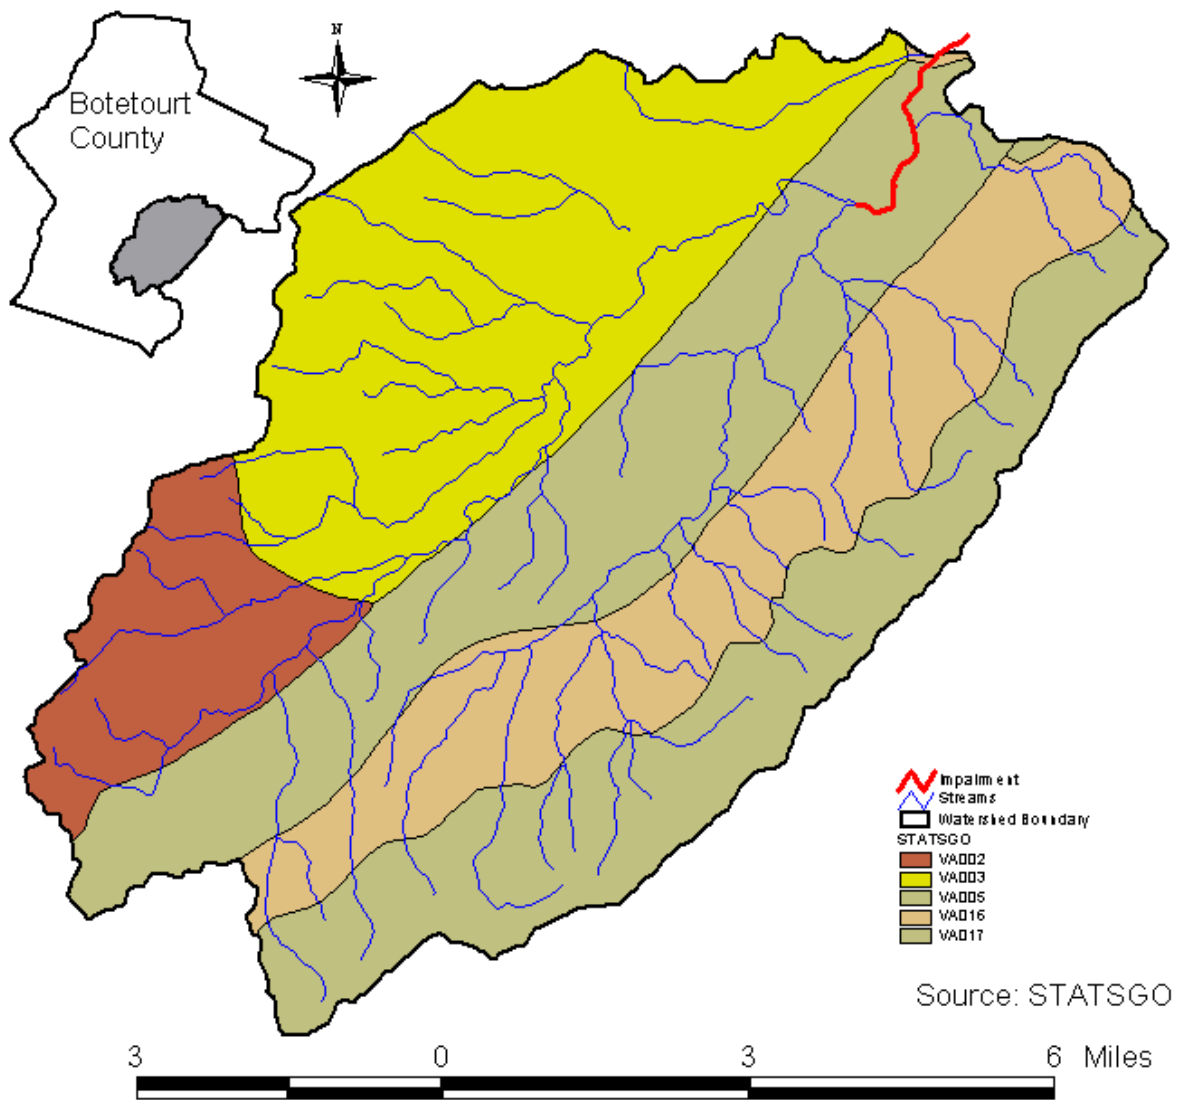 N
Botetourt
County
Impairment
Streams
Watershed Boundary
STATSGO
VA002
VA003
VA005
VA016
VA017
Source: STATSGO
3 0 3 6 Miles